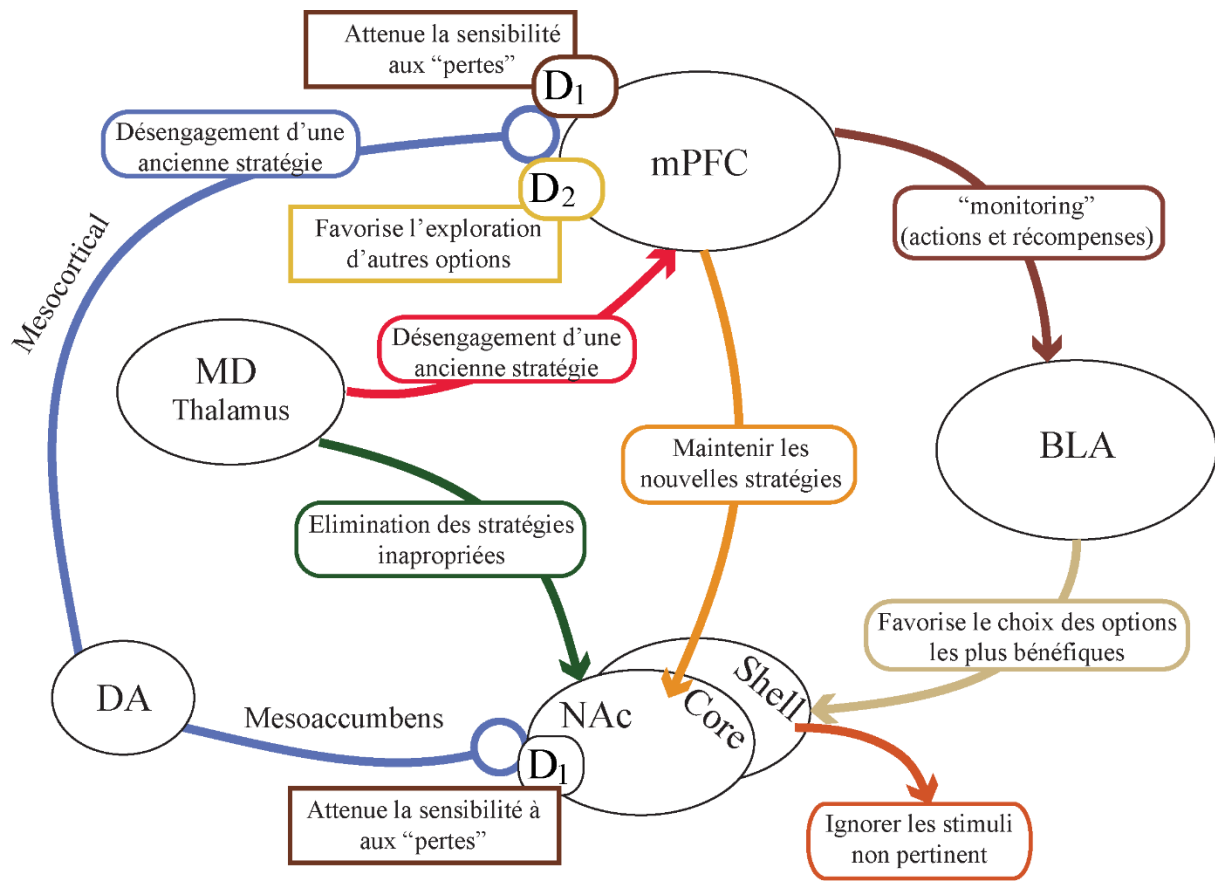 Attenue la sensibilité
aux “pertes”
D1
Désengagement d’une
ancienne stratégie
mPFC
D2
“monitoring”
(actions et récompenses)
Favorise l’exploration
d’autres options
Mesocortical
Désengagement d’une
ancienne stratégie
MD
Thalamus
BLA
Maintenir les
nouvelles stratégies
Elimination des stratégies
inapropriées
Favorise le choix des options
les plus bénéfiques
DA
Mesoaccumbens
NAc
Core
Shell
D1
Attenue la sensibilité à
aux “pertes”
Ignorer les stimuli
non pertinent